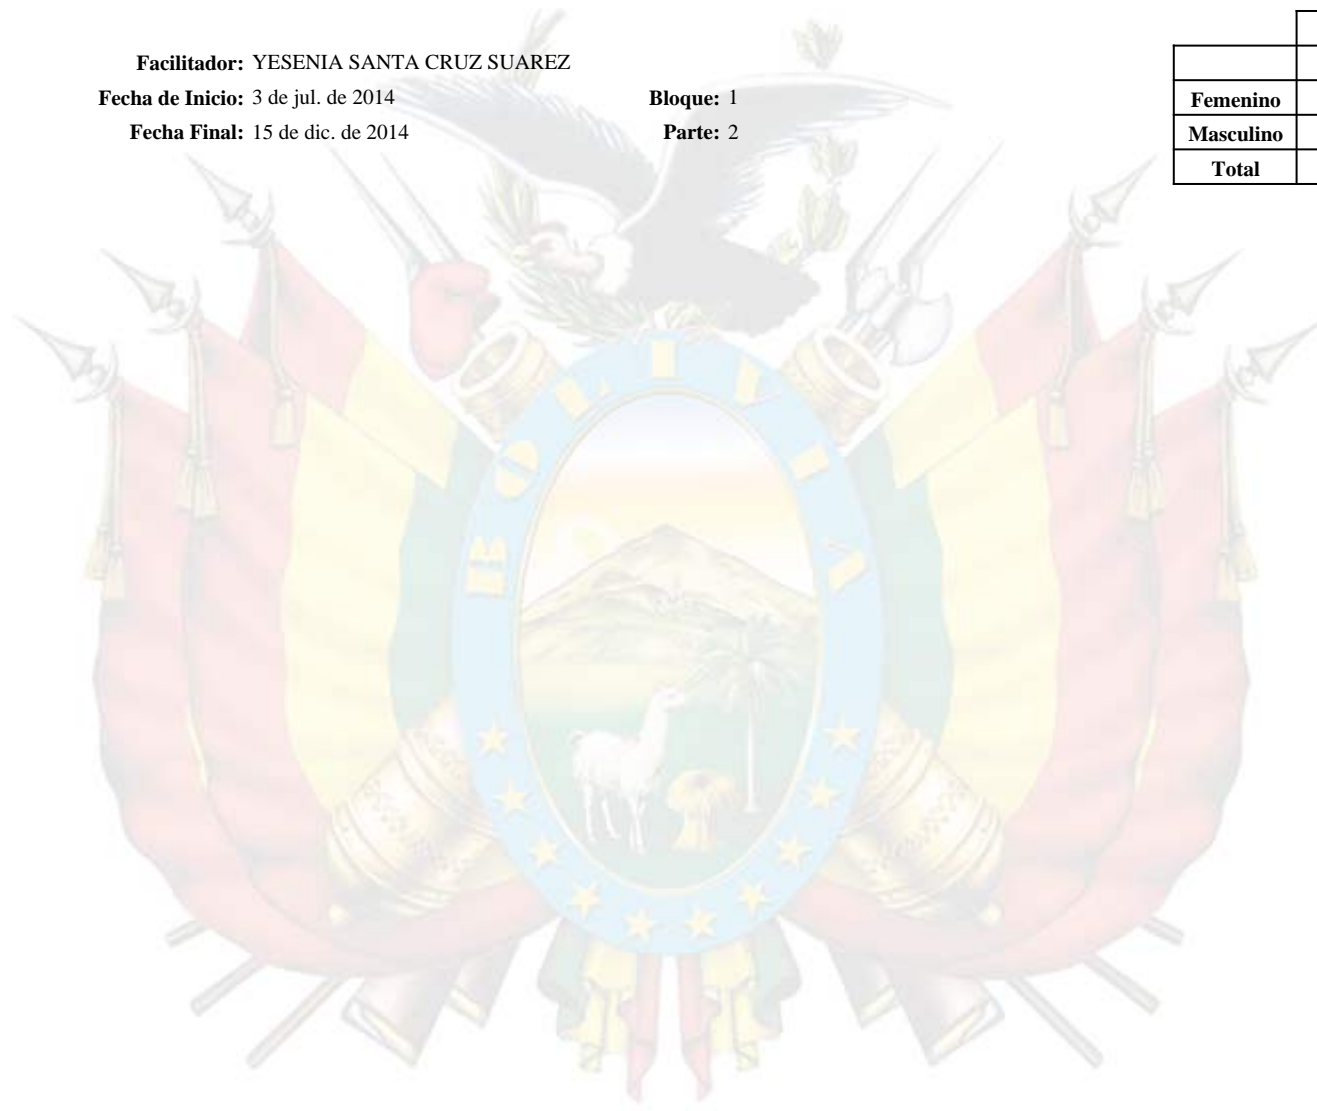 Facilitador: YESENIA SANTA CRUZ SUAREZ
Fecha de Inicio: 3 de jul. de 2014 Bloque: 1
Fecha Final: 15 de dic. de 2014 Parte: 2
Femenino
Masculino
Total
BOLIVIA